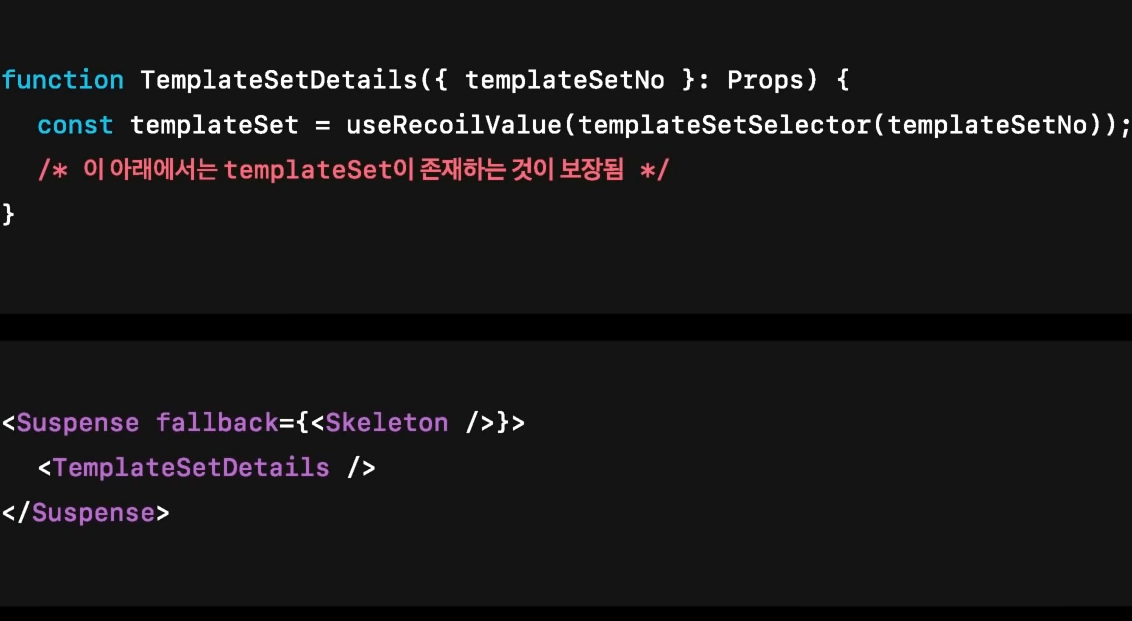 function TemplateSetDetails({ templateSetNo }: Props) {
const templateSet = useRecoilValue(templateSetSelector(templateSetNo));
/* 이 아래에서는 templateSet이 존재하는 것이 보장됨 */
}
<Suspense fallback={<Skeleton />}>
<TemplateSetDetails />
</Suspense>